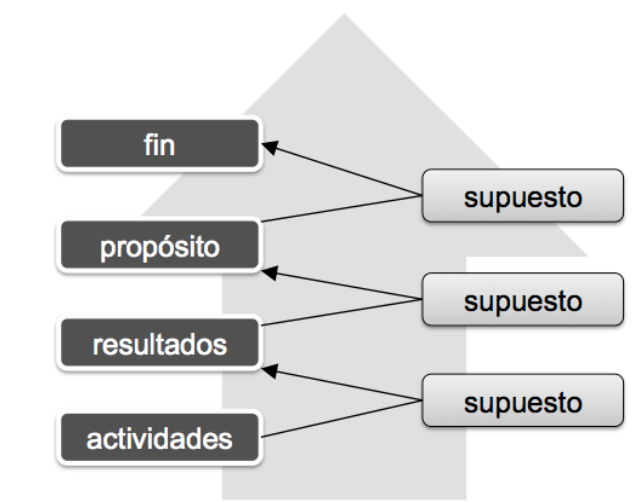 fin
supuesto
propósito
supuesto
resultados
supuesto
actividades